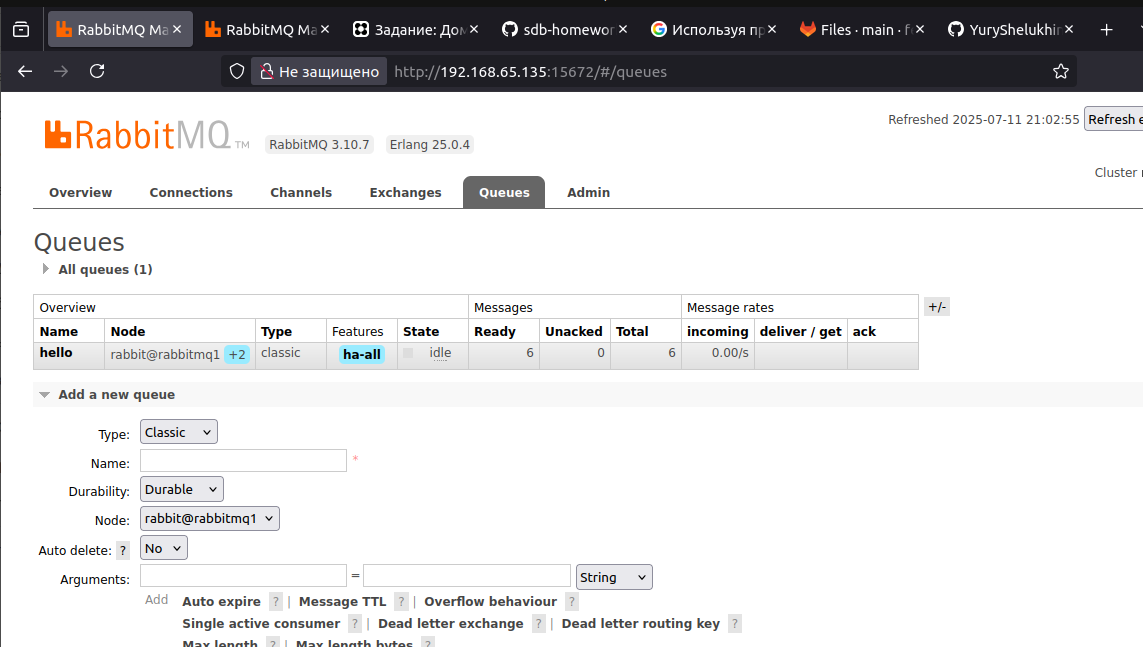 RabbitMQ Ma
RabbitMQ Ma
Задание: Дом
sdb-homewor
Используя пр
Files · main · fe
YuryShelukhin
Не защищено
http://192.168.65.135:15672/#/queues
Refreshed 2025-07-11 21:02:55
Refresh e
RabbitMQ TM
RabbitMQ 3.10.7
Erlang 25.0.4
Cluster
Overview
Connections
Channels
Exchanges
Queues
Admin
Queues
All queues (1)
Overview Messages Message rates +/-
Name Node Type Features State Ready Unacked Total incoming deliver / get ack
hello rabbit@rabbitmq1 +2 classic ha-all idle 6 0 6 0.00/s
Add a new queue
Type: Classic
Name: *
Durability: Durable
Node: rabbit@rabbitmq1
Auto delete: ? No
Arguments: = String
Add Auto expire ? | Message TTL ? | Overflow behaviour ?
Single active consumer ? | Dead letter exchange ? | Dead letter routing key ?
Max length ? | Max length bytes ?